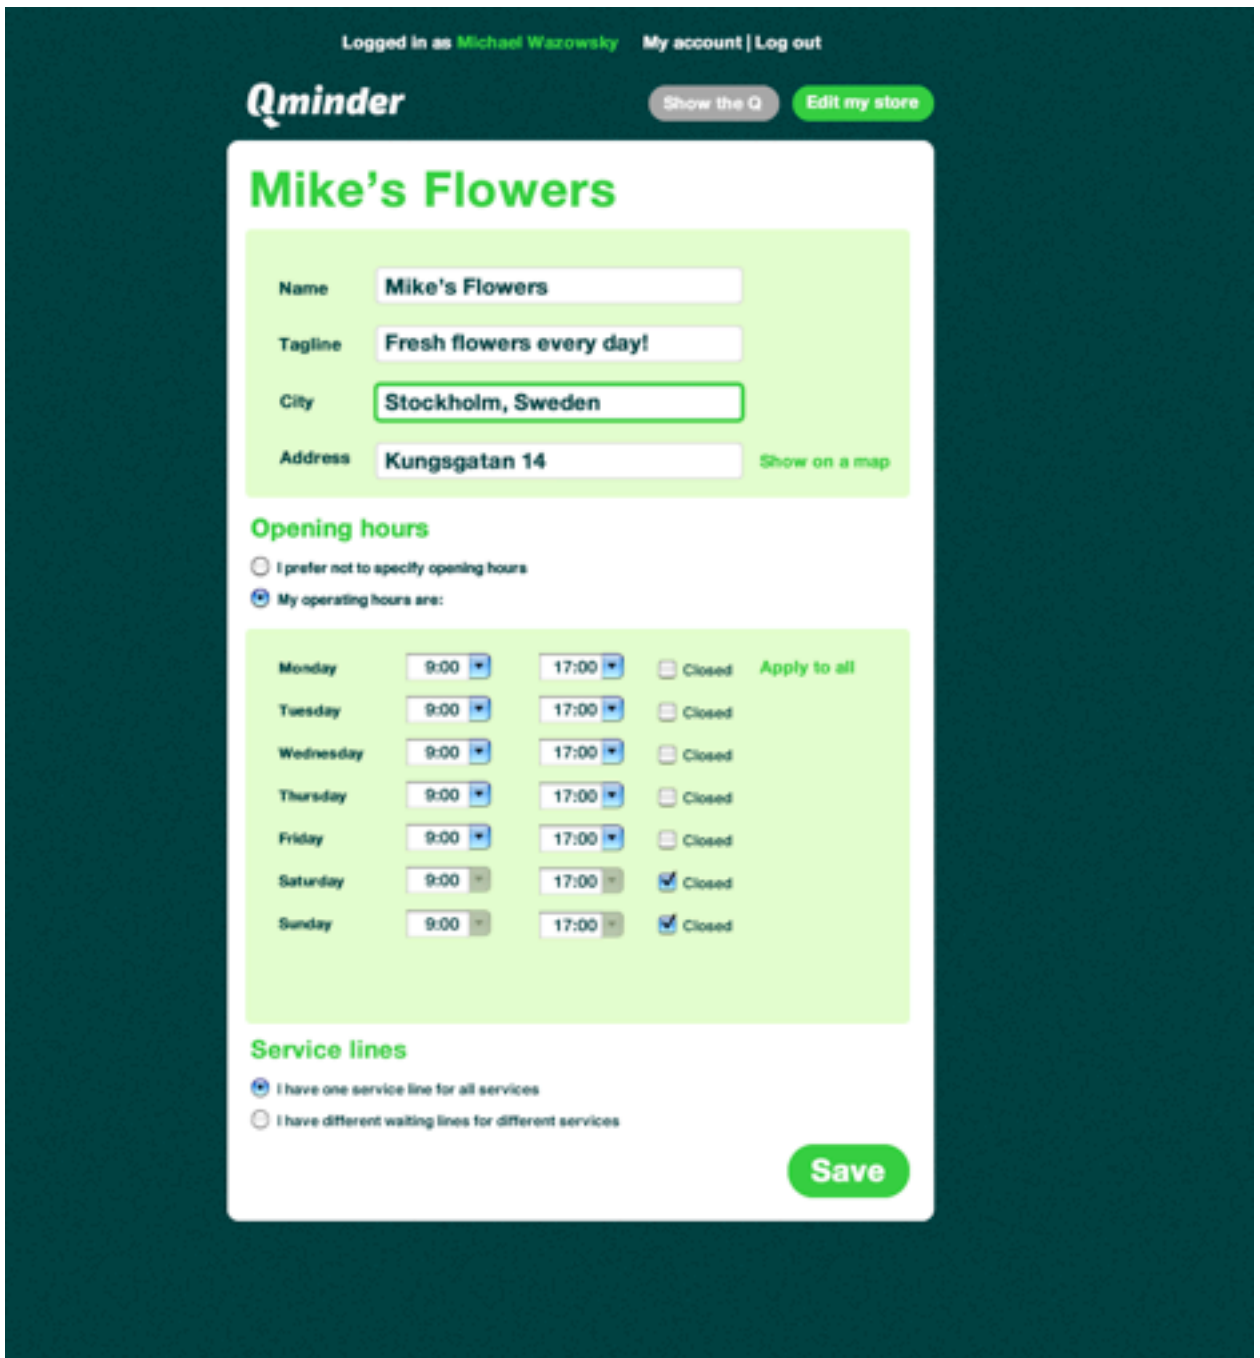 Logged in as Michael Wazowsky My account | Log out
Qminder Show the Q Edit my store
Mike's Flowers
Name Mike's Flowers
Tagline Fresh flowers every day!
City Stockholm, Sweden
Address Kungsgatan 14 Show on a map
Opening hours
I prefer not to specify opening hours
My operating hours are:
Monday 9:00 17:00 Closed Apply to all
Tuesday 9:00 17:00 Closed
Wednesday 9:00 17:00 Closed
Thursday 9:00 17:00 Closed
Friday 9:00 17:00 Closed
Saturday 9:00 17:00 Closed
Sunday 9:00 17:00 Closed
Service lines
I have one service line for all services
I have different waiting lines for different services
Save